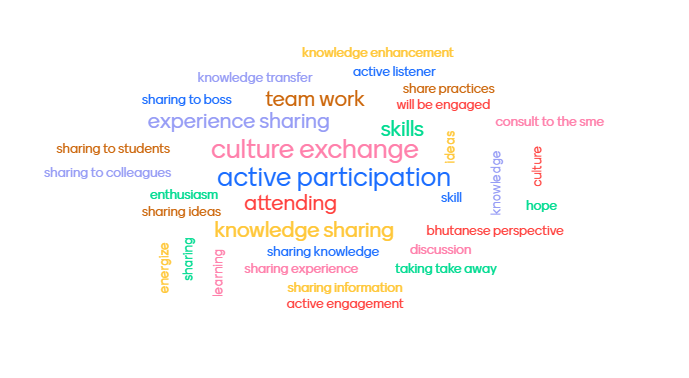 knowledge enhancement
knowledge transfer
active listener
share practices
sharing to boss
team work
will be engaged
experience sharing
skills
consult to the sme
sharing to students
culture exchange
ideas
knowledge
culture
sharing to colleagues
active participation
enthusiasm
attending
skill
hope
sharing ideas
knowledge sharing
bhutanese perspective
energize
sharing
learning
sharing knowledge
discussion
sharing experience
taking take away
sharing information
active engagement